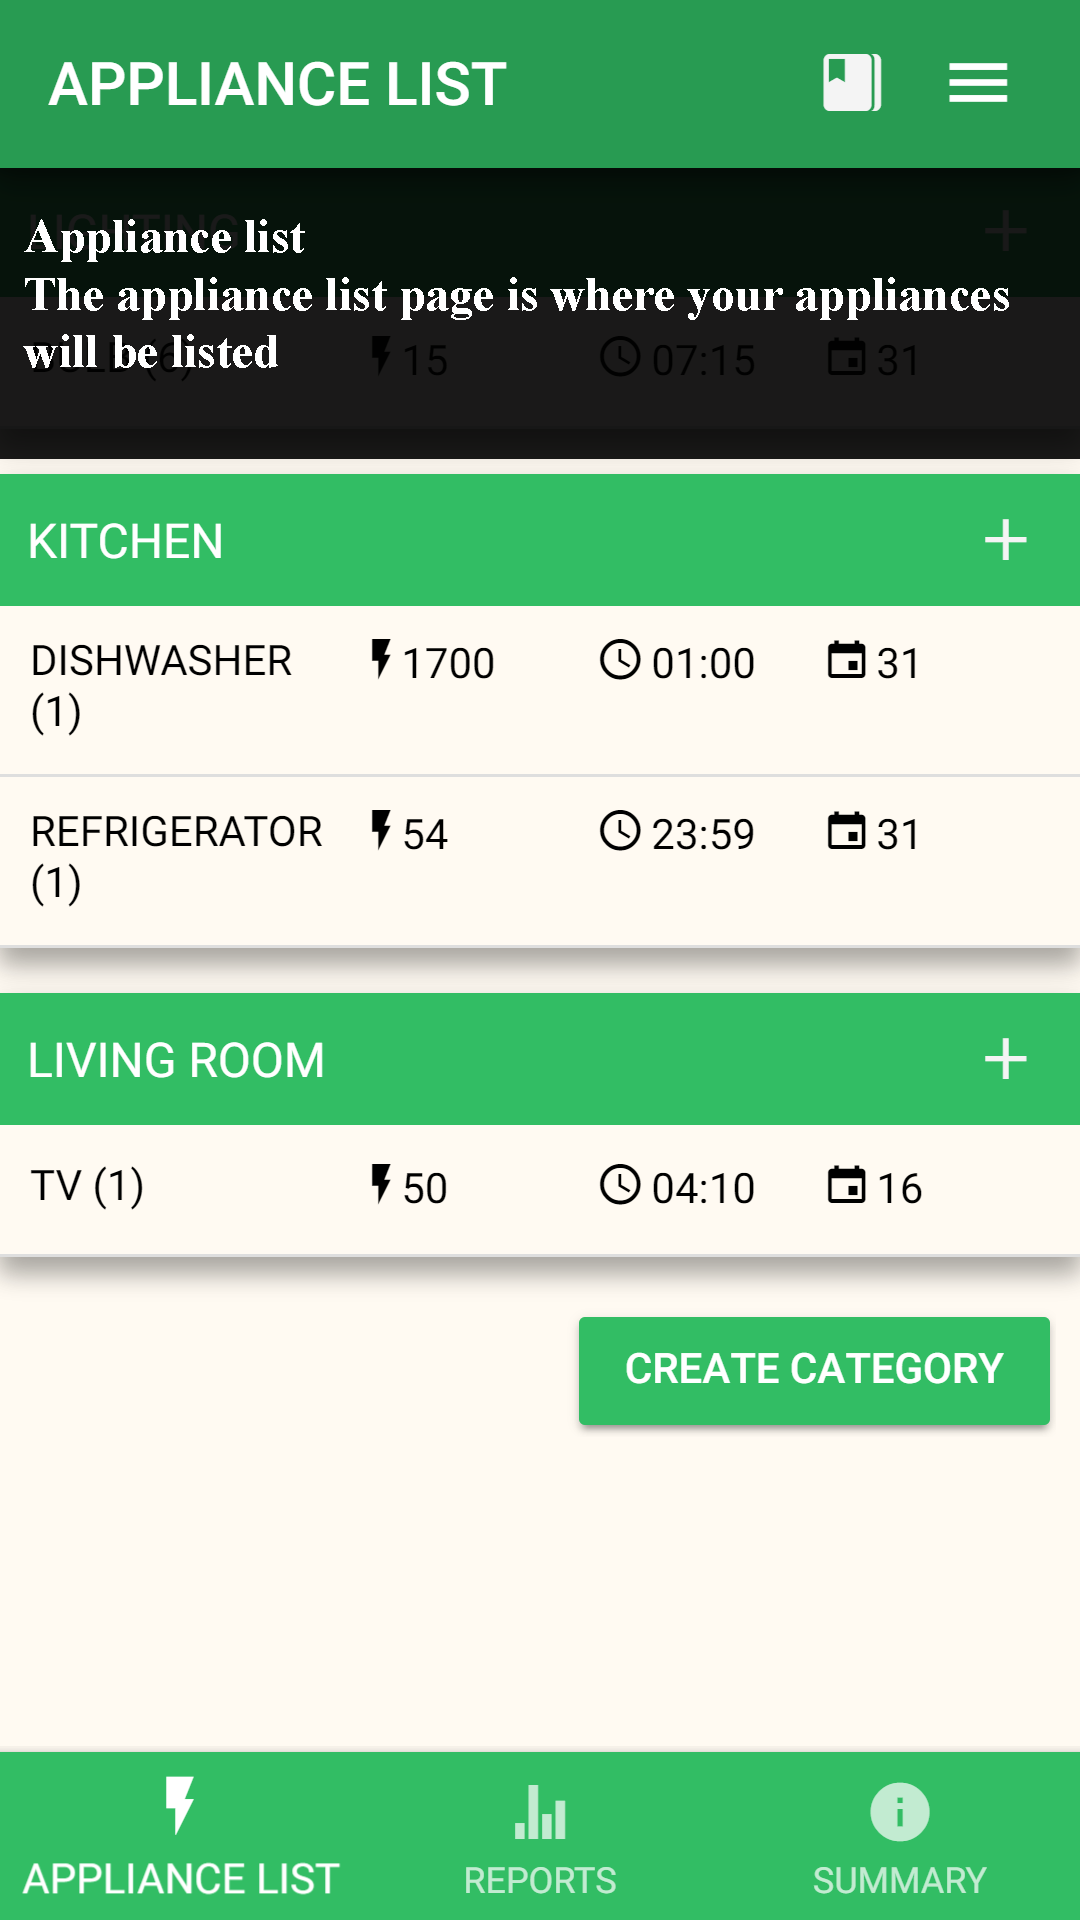 APPLIANCE LIST
LIGHTING
Appliance list
The appliance list page is where your appliances
will be listed
15 07:15 31
KITCHEN
DISHWASHER 1700 01:00 31
(1)
REFRIGERATOR 54 23:59 31
(1)
LIVING ROOM
TV (1) 50 04:10 16
CREATE CATEGORY
APPLIANCE LIST REPORTS SUMMARY